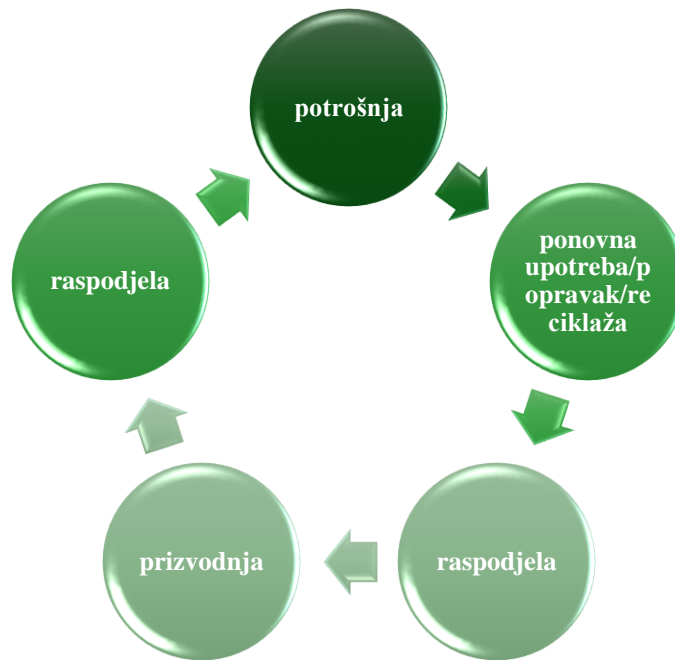 potrošnja
ponovna
upotreba/p
opravak/re
ciklaža
raspodjela
prizvodnja
raspodjela